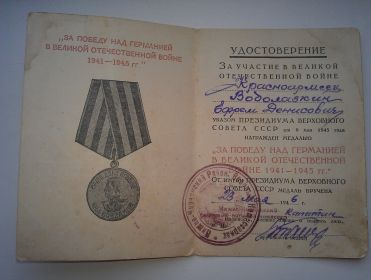 „ЗА ПОБЕДУ НАД ГЕРМАНИЕЙ
В ВЕЛИКОЙ ОТЕЧЕСТВЕННОЙ ВОЙНЕ
1941—1945 гг."
УДОСТОВЕРЕНИЕ
ЗА УЧАСТИЕ В ВЕЛИКОЙ
ОТЕЧЕСТВЕННОЙ ВОЙНЕ
Красноармеец
Водолазкин
Ефрем Денисович
УКАЗОМ ПРЕЗИДИУМА ВЕРХОВНОГО
СОВЕТА СССР от 9 мая 1945 года
НАГРАЖДЕН МЕДАЛЬЮ
„ЗА ПОБЕДУ НАД ГЕРМАНИЕЙ
В ВЕЛИКОЙ ОТЕЧЕСТВЕННОЙ
ВОЙНЕ 1941—1945 гг."
ОТ ИМЕНИ ПРЕЗИДИУМА ВЕРХОВНОГО
СОВЕТА СССР МЕДАЛЬ ВРУЧЕНА
23 мая 1946 г.
Капитан